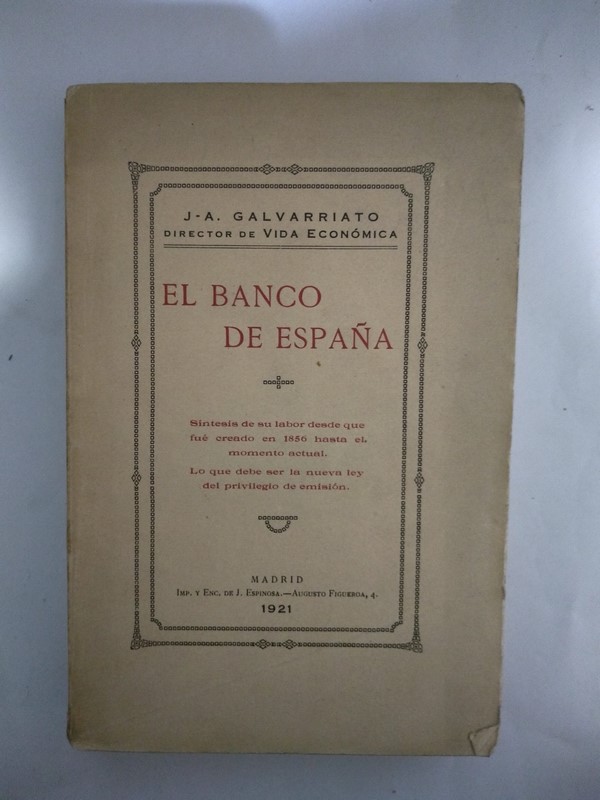 J-A. GALVARRIATO
DIRECTOR DE VIDA ECONÓMICA
EL BANCO
DE ESPAÑA
Síntesis de su labor desde que
fué creado en 1856 hasta el
momento actual.
Lo que debe ser la nueva ley
del privilegio de emisión.
MADRID
IMP. Y ENC. DE J. ESPINOSA.—AUGUSTO FIGUEROA, 4.
1921